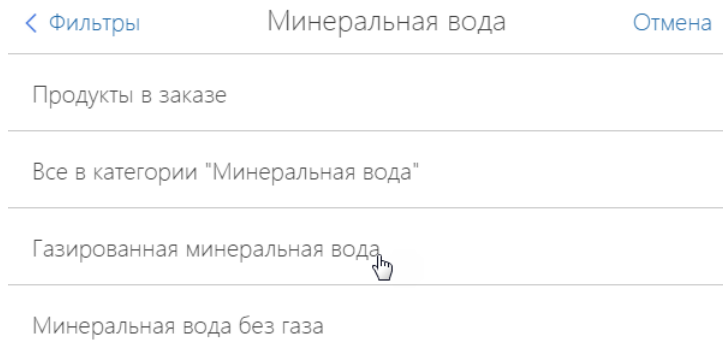 Фильтры Минеральная вода Отмена
Продукты в заказе
Все в категории "Минеральная вода"
Газированная минеральная вода
Минеральная вода без газа